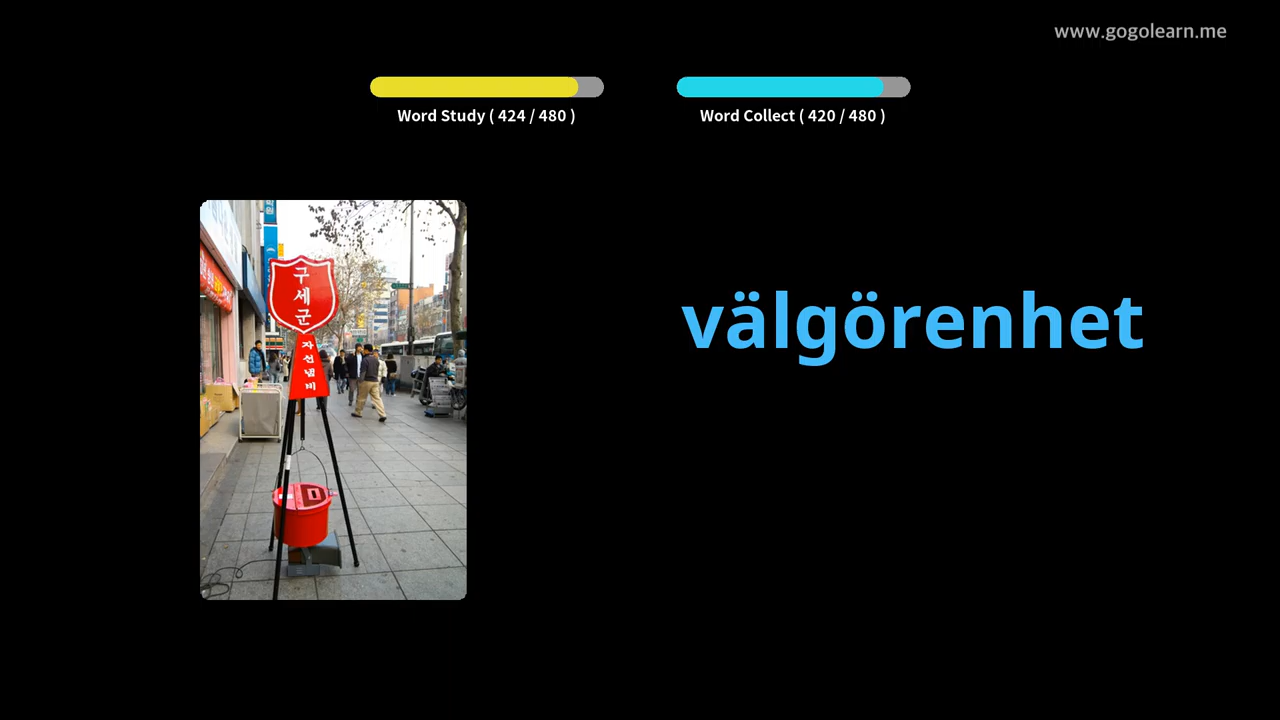 www.gogolearn.me
Word Study ( 424 / 480 )
Word Collect ( 420 / 480 )
välgörenhet
구
세
군
자
선
냄
비